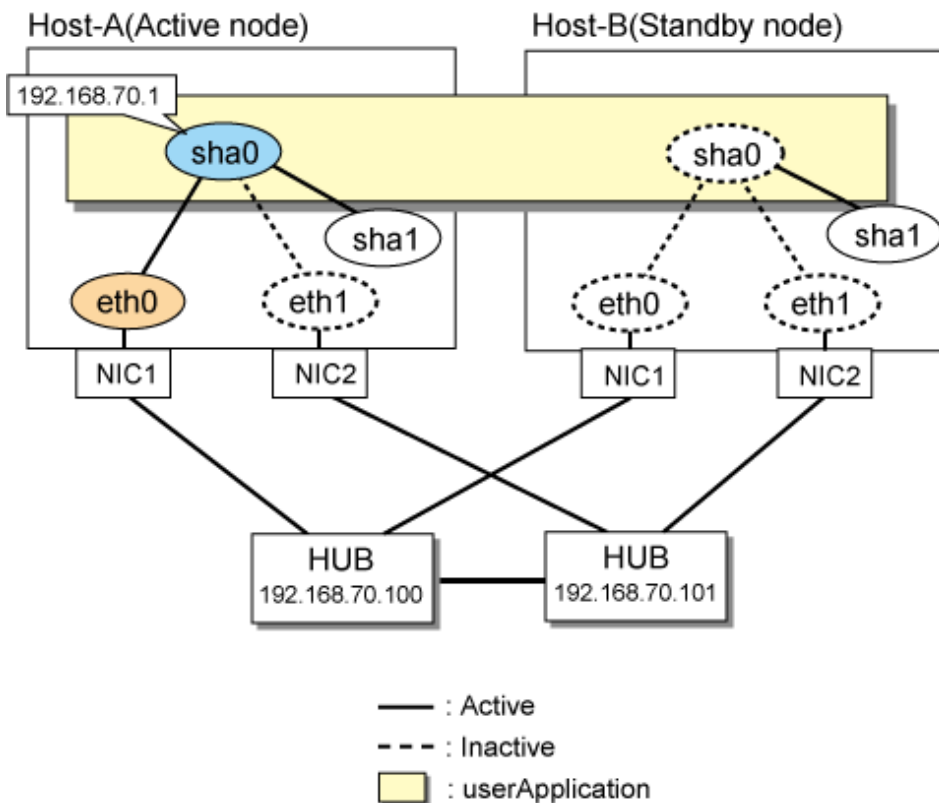 Host-A(Active node)
Host-B(Standby node)
192.168.70.1
sha0
sha0
sha1
sha1
eth0
eth1
eth0
eth1
NIC1
NIC2
NIC1
NIC2
HUB
192.168.70.100
HUB
192.168.70.101
: Active
: Inactive
: userApplication